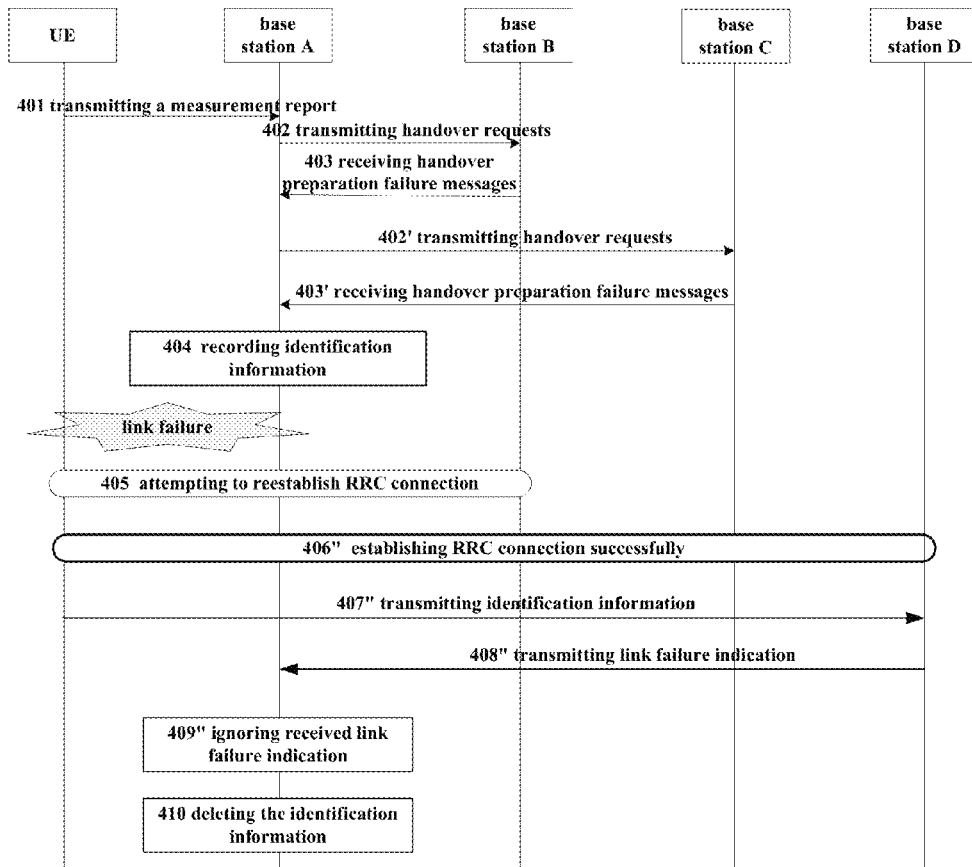 UE
base
station A
base
station B
base
station C
base
station D
401 transmitting a measurement report
402 transmitting handover requests
403 receiving handover
preparation failure messages
402' transmitting handover requests
403' receiving handover preparation failure messages
404 recording identification
information
link failure
405 attempting to reestablish RRC connection
406" establishing RRC connection successfully
407" transmitting identification information
408" transmitting link failure indication
409" ignoring received link
failure indication
410 deleting the identification
information